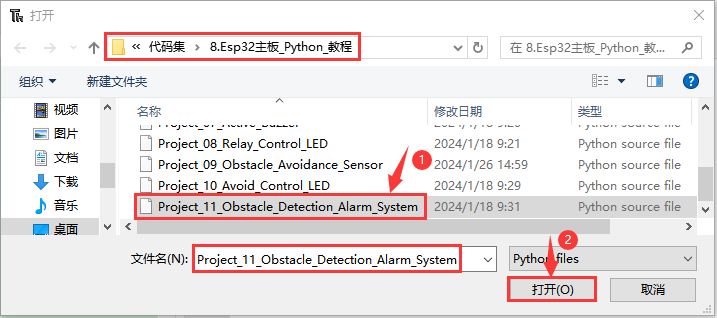 打开
« 代码集 › 8.Esp32主板_Python_教程
在 8.Esp32主板_Python_教...
组织 新建文件夹
名称 修改日期 类型
Project_07_Active_Buzzer 2024/1/18 9:20 Python source file
视频 Project_08_Relay_Control_LED 2024/1/18 9:21 Python source file
图片 Project_09_Obstacle_Avoidance_Sensor 2024/1/26 14:59 Python source file
文档 Project_10_Avoid_Control_LED 2024/1/18 9:29 Python source file
下载 Project_11_Obstacle_Detection_Alarm_System 2024/1/18 9:31 Python source file
音乐
桌面
1
文件名(N): Project_11_Obstacle_Detection_Alarm_System Python files
2
打开(O) 取消